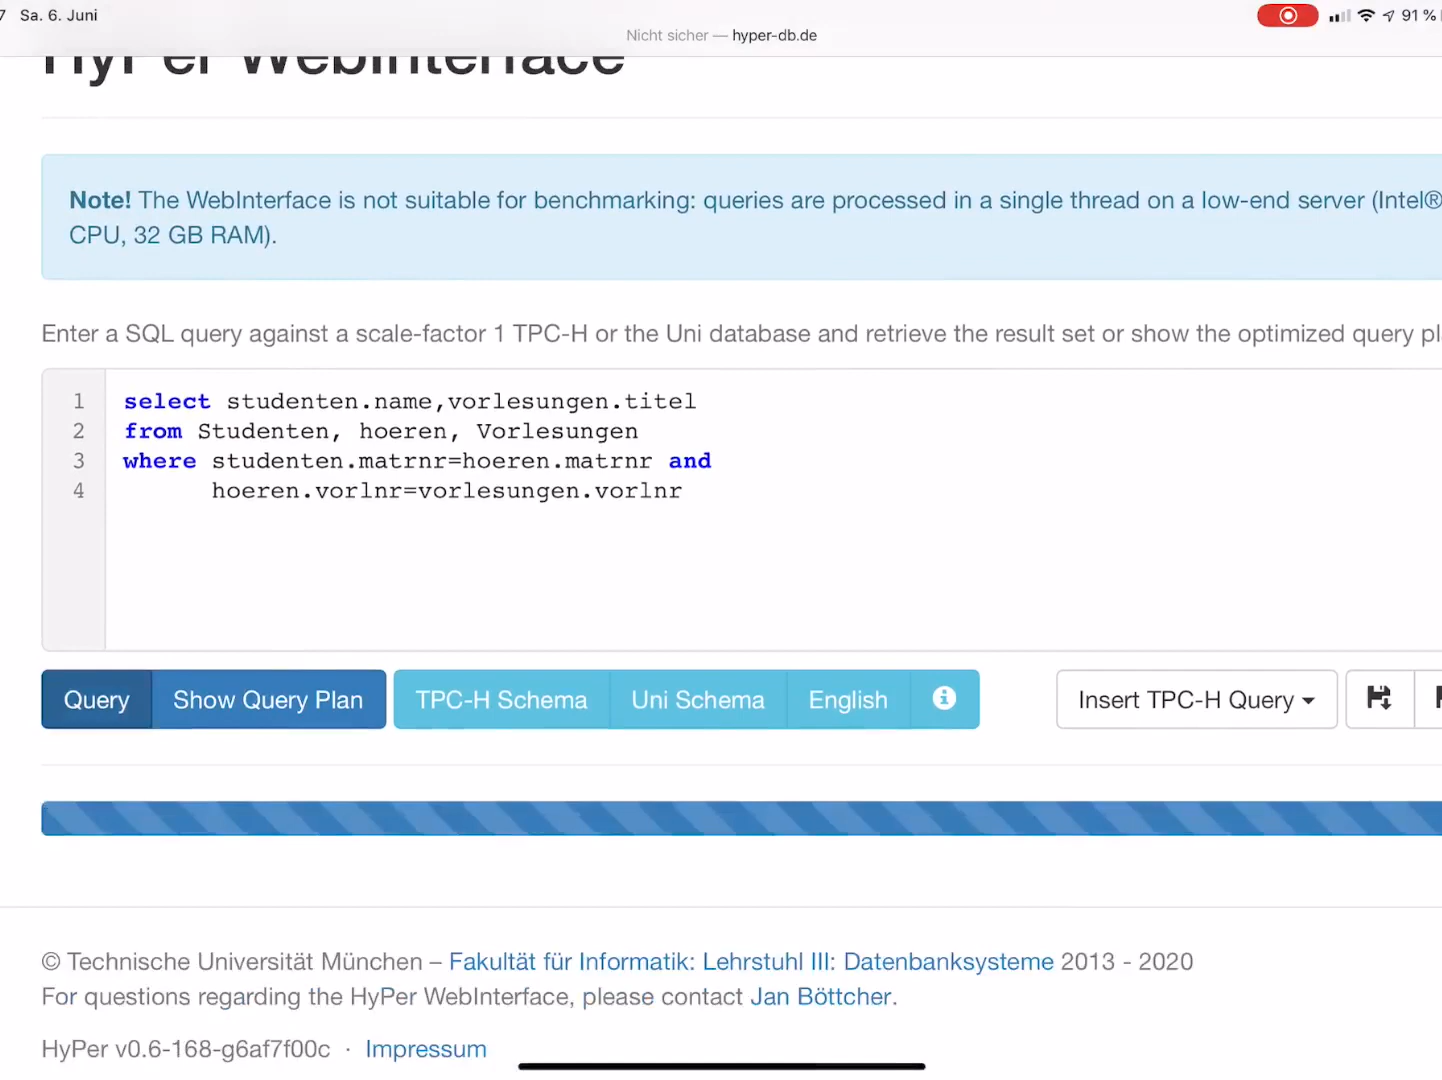 7 Sa. 6. Juni
91 %
Nicht sicher — hyper-db.de
HyPer WebInterface
Note! The WebInterface is not suitable for benchmarking: queries are processed in a single thread on a low-end server (Intel®
CPU, 32 GB RAM).
Enter a SQL query against a scale-factor 1 TPC-H or the Uni database and retrieve the result set or show the optimized query pl
1 select studenten.name,vorlesungen.titel
2 from Studenten, hoeren, Vorlesungen
3 where studenten.matrnr=hoeren.matrnr and
4 hoeren.vorlnr=vorlesungen.vorlnr
Query Show Query Plan TPC-H Schema Uni Schema English Insert TPC-H Query
© Technische Universität München – Fakultät für Informatik: Lehrstuhl III: Datenbanksysteme 2013 - 2020
For questions regarding the HyPer WebInterface, please contact Jan Böttcher.
HyPer v0.6-168-g6af7f00c · Impressum